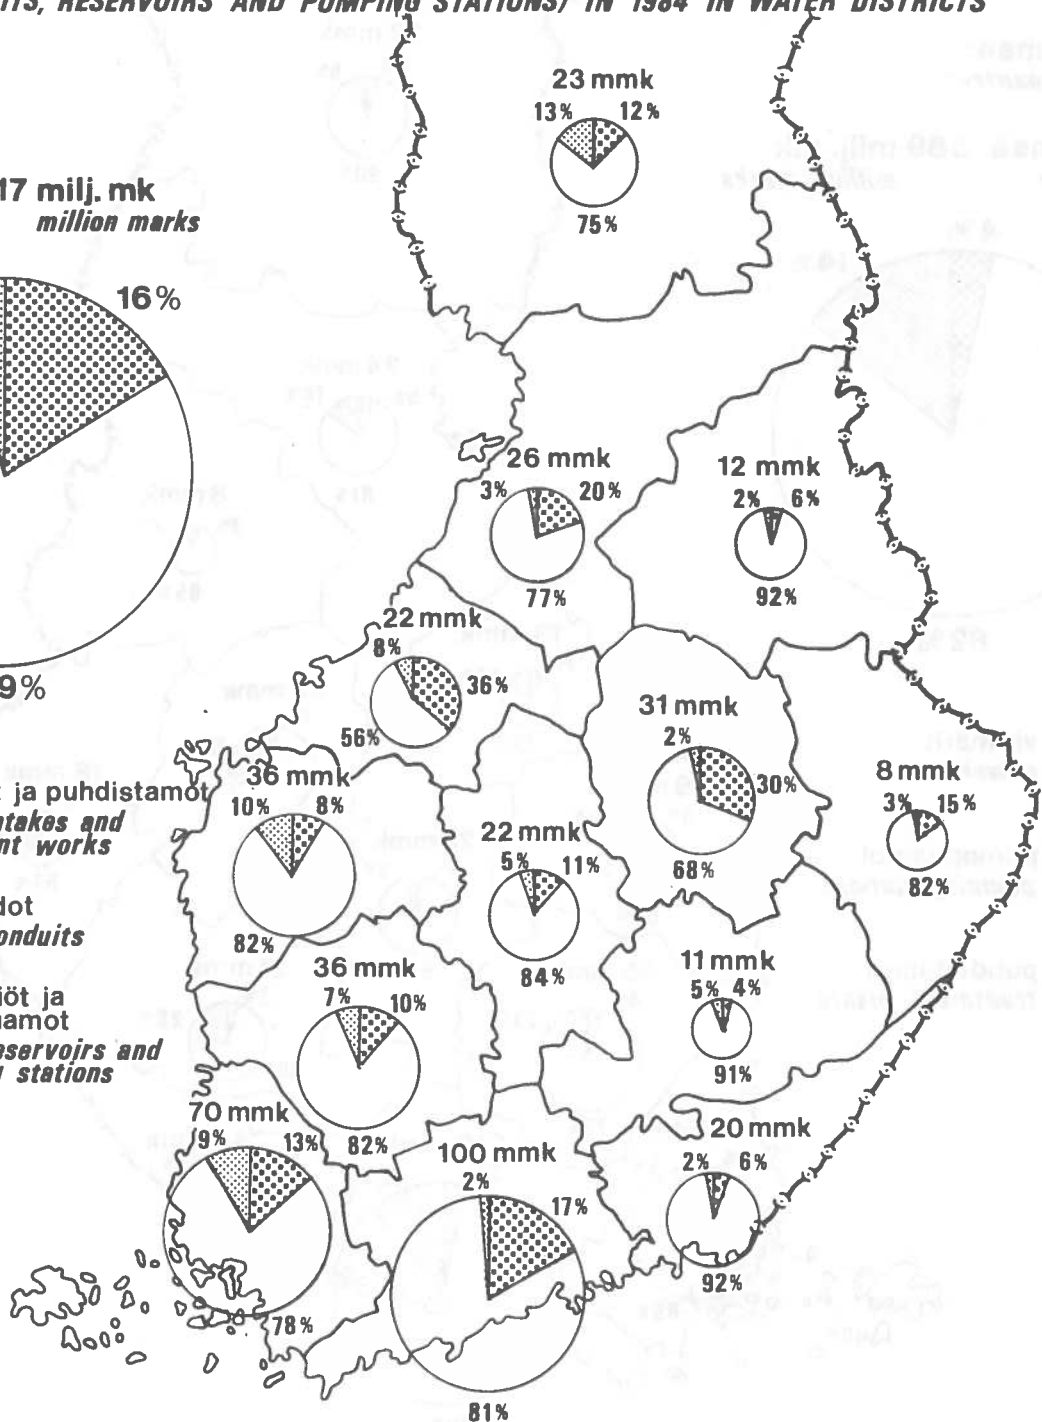 ITS, RESERVOIRS AND PUMPING STATIONS) IN 1984 IN WATER DISTRICTS
23 mmk
13% 12%
75%
17 milj. mk
million marks
16%
9%
26 mmk
3% 20%
77%
12 mmk
2% 6%
92%
22 mmk
8%
36%
56%
31 mmk
2%
30%
68%
8 mmk
3% 15%
82%
36 mmk
10% 8%
82%
22 mmk
5% 11%
84%
t ja puhdistamot
ntakes and
nt works
dot
onduits
iöt ja
amot
eservoirs and
stations
36 mmk
7% 10%
82%
11 mmk
5% 4%
91%
70 mmk
9% 13%
78%
100 mmk
2%
17%
81%
20 mmk
2% 6%
92%